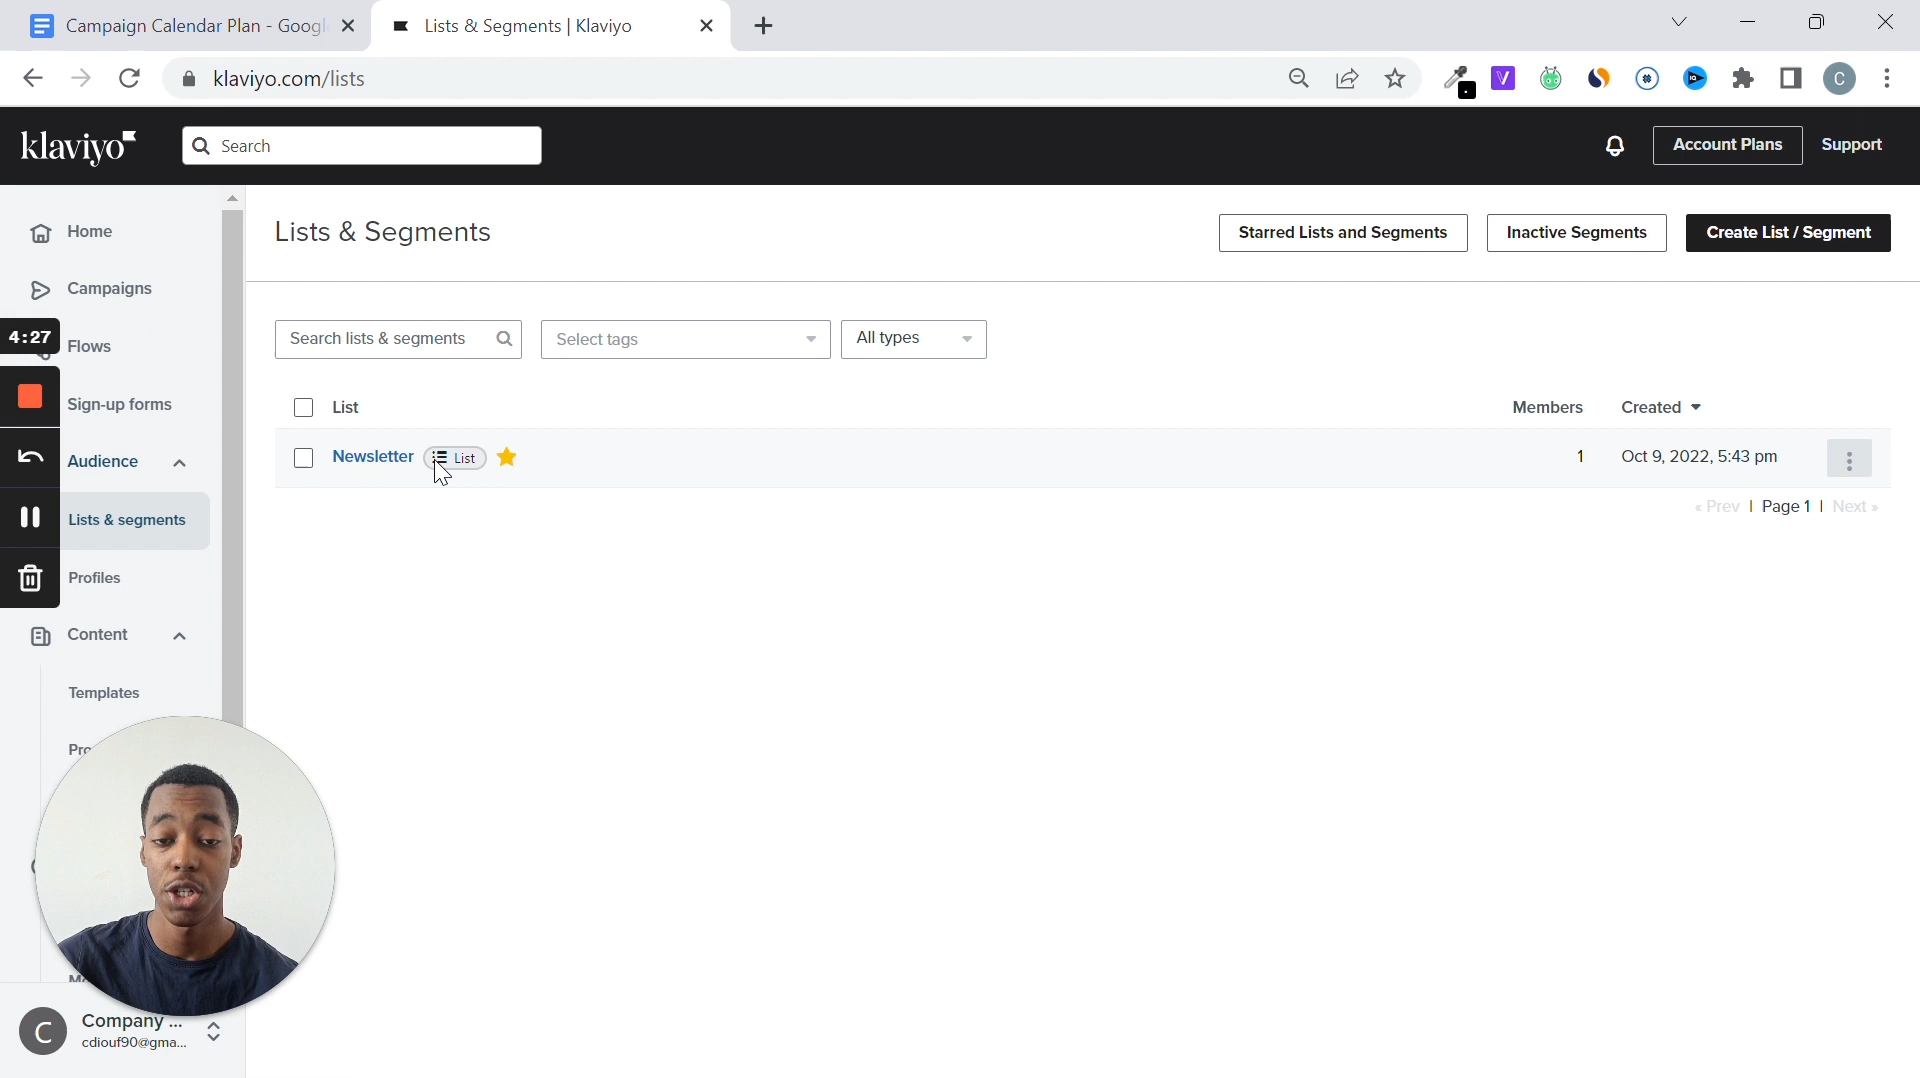 Campaign Calendar Plan - Googl
Lists & Segments | Klaviyo
klaviyo.com/lists
V
C
klaviyo
Search
Account Plans
Support
Home
Campaigns
4:27
Flows
Sign-up forms
Audience
Lists & segments
Profiles
Content
Templates
Company ...
C
cdiouf90@gma...
Lists & Segments
Starred Lists and Segments
Inactive Segments
Create List / Segment
Search lists & segments
Select tags
All types
List
Members
Created
Newsletter
List
1
Oct 9, 2022, 5:43 pm
« Prev | Page 1 | Next »